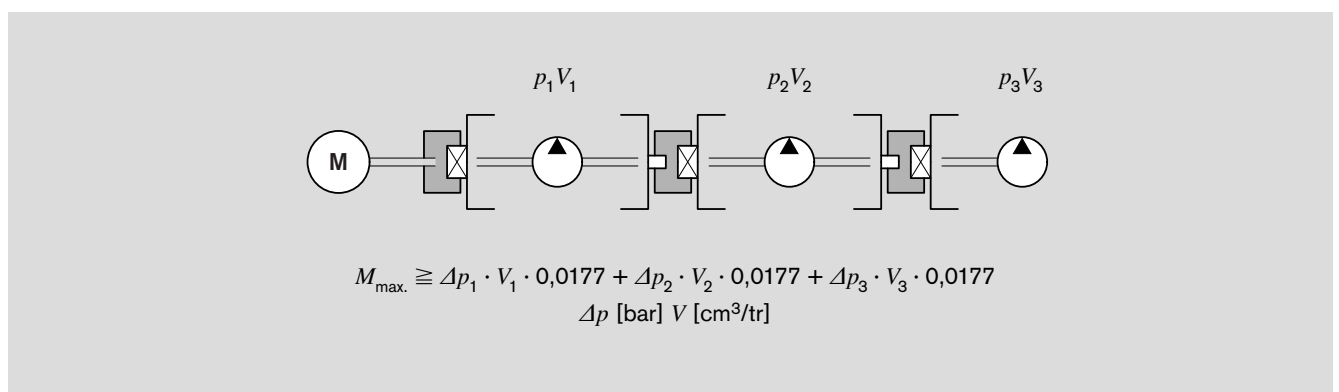 p₁V₁ p₂V₂ p₃V₃
M
M max. ≧ Δp₁ · V₁ · 0,0177 + Δp₂ · V₂ · 0,0177 + Δp₃ · V₃ · 0,0177
Δp [bar] V [cm³/tr]